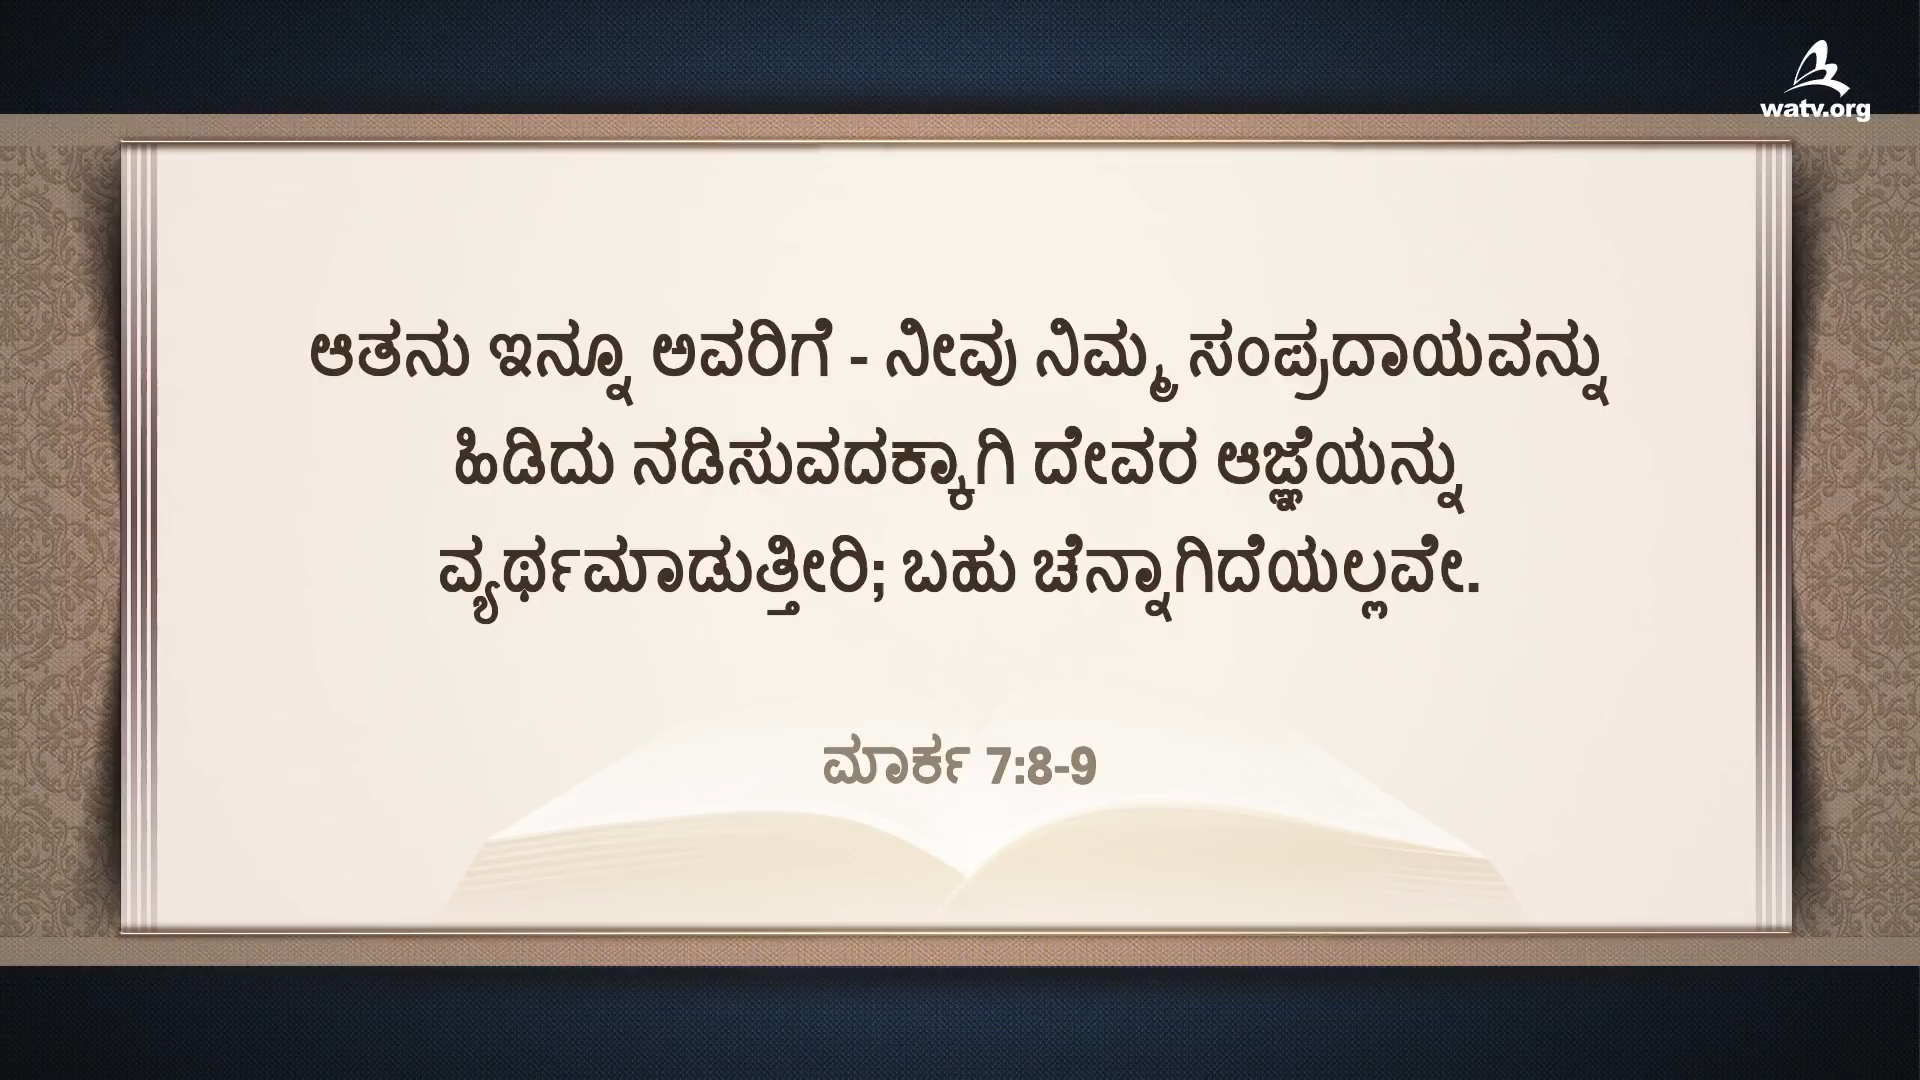 watv.org
ಆತನು ಇನ್ನೂ ಅವರಿಗೆ - ನೀವು ನಿಮ್ಮ ಸಂಪ್ರದಾಯವನ್ನು
ಹಿಡಿದು ನಡಿಸುವದಕ್ಕಾಗಿ ದೇವರ ಆಜ್ಞೆಯನ್ನು
ವ್ಯರ್ಥಮಾಡುತ್ತೀರಿ; ಬಹು ಚೆನ್ನಾಗಿದೆಯಲ್ಲವೇ.
ಮಾರ್ಕ 7:8-9